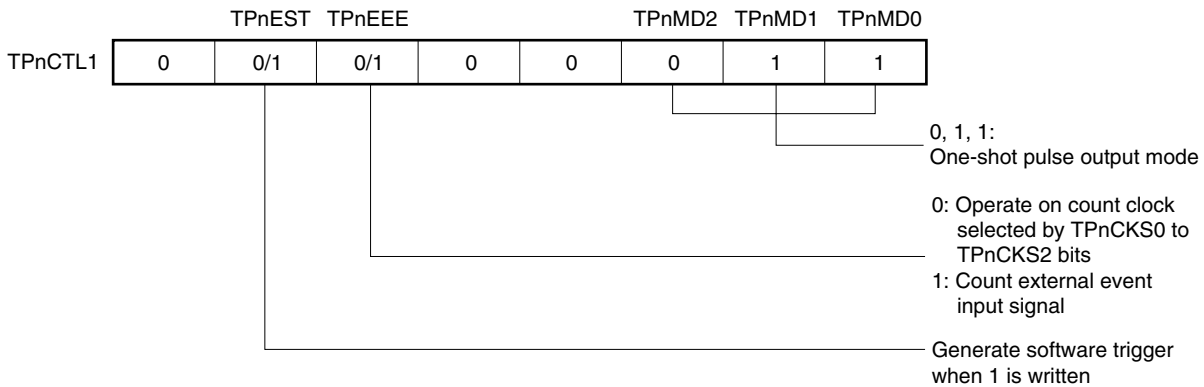 TPnEST TPnEEE TPnMD2 TPnMD1 TPnMD0
TPnCTL1 0 0/1 0/1 0 0 0 1 1
0, 1, 1:
One-shot pulse output mode
0: Operate on count clock
selected by TPnCKS0 to
TPnCKS2 bits
1: Count external event
input signal
Generate software trigger
when 1 is written